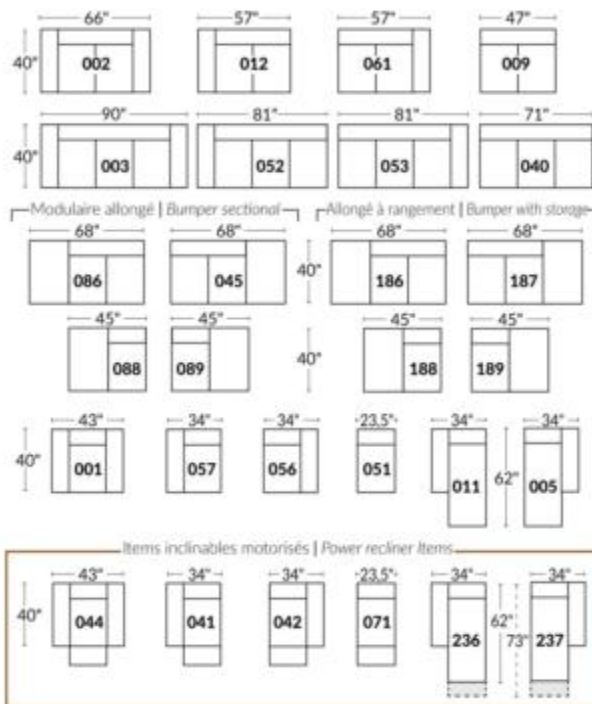 66" 57" 57" 47"
40" 002 012 061 009
90" 81" 81" 71"
40" 003 052 053 040
Modulaire allongé | Bumper sectional Allongé à rangement | Bumper with storage
68" 68" 68" 68"
086 045 40" 186 187
45" 45" 45" 45"
088 089 40" 188 189
43" 34" 34" 23,5" 34" 34"
40" 001 057 056 051 011 62" 005
Items inclinables motorisés | Power recliner Items
43" 34" 34" 23,5" 34" 34"
40" 044 041 042 071 236 62" 73" 237